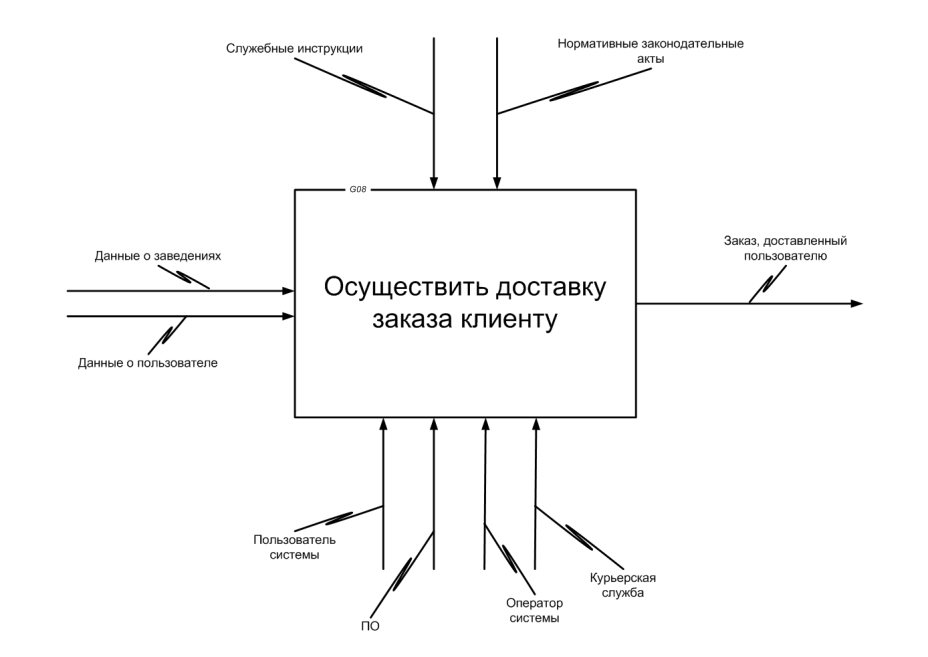 Служебные инструкции
Нормативные законодательные
акты
G08
Данные о заведениях
Заказ, доставленный
пользователю
Осуществить доставку
заказа клиенту
Данные о пользователе
Пользователь
системы
Курьерская
служба
Оператор
системы
ПО